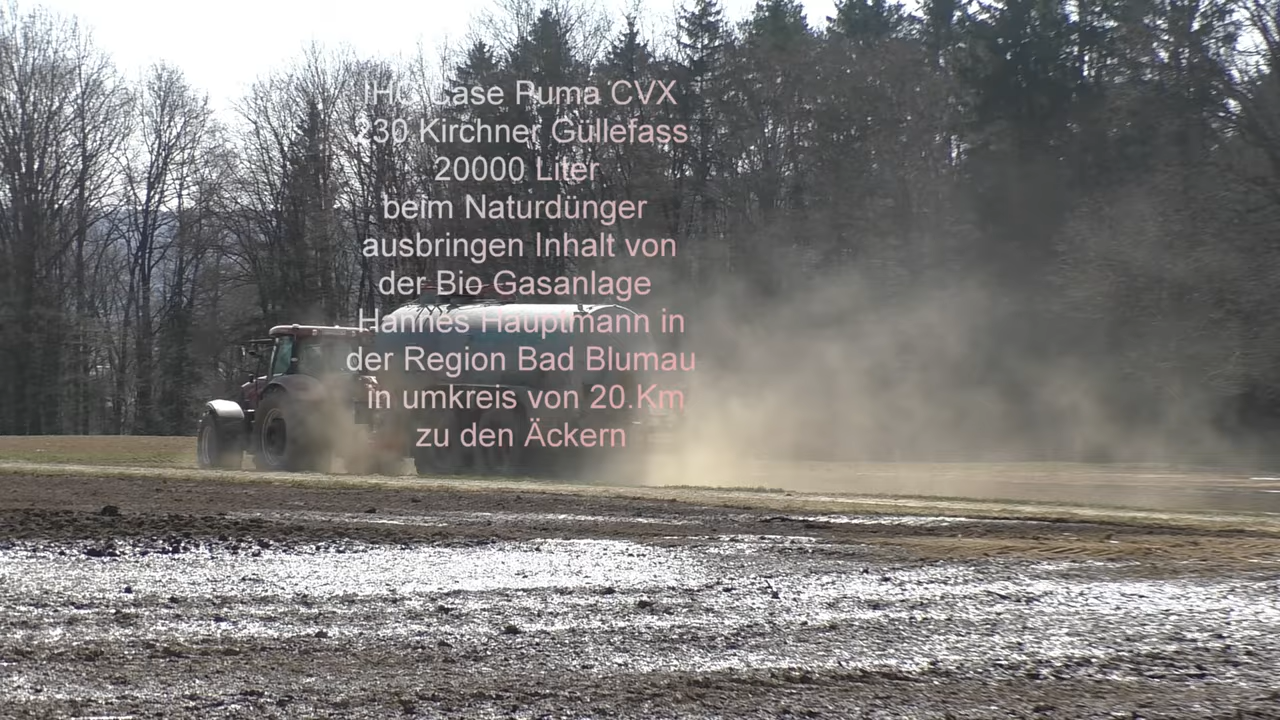 IHC Case Puma CVX
230 Kirchner Güllefass
20000 Liter
beim Naturdünger
ausbringen Inhalt von
der Bio Gasanlage
Hannes Hauptmann in
der Region Bad Blumau
in umkreis von 20.Km
zu den Äckern